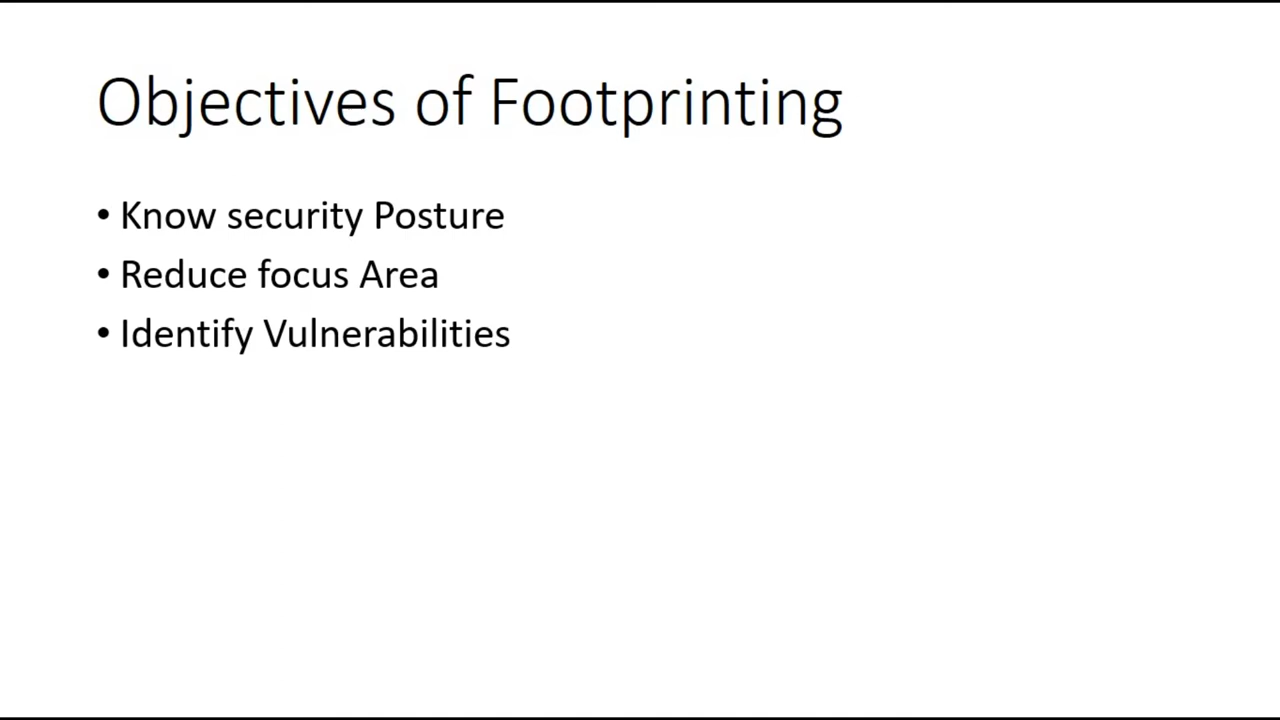 Objectives of Footprinting
• Know security Posture
• Reduce focus Area
• Identify Vulnerabilities